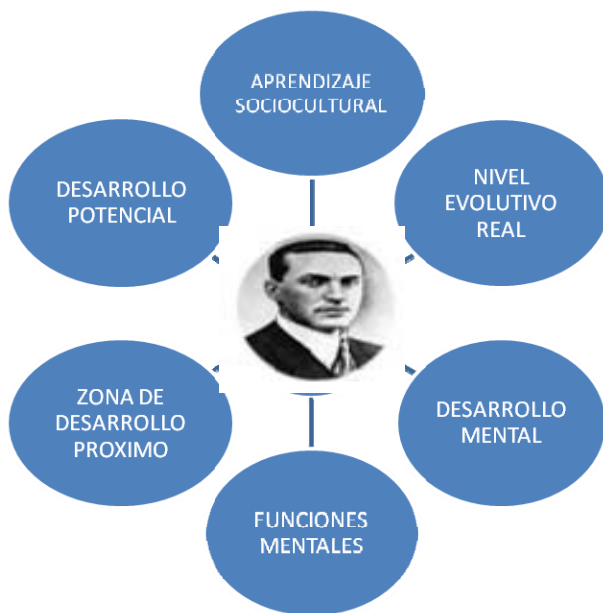 APRENDIZAJE
SOCIOCULTURAL
NIVEL
EVOLUTIVO
REAL
DESARROLLO
MENTAL
FUNCIONES
MENTALES
ZONA DE
DESARROLLO
PROXIMO
DESARROLLO
POTENCIAL